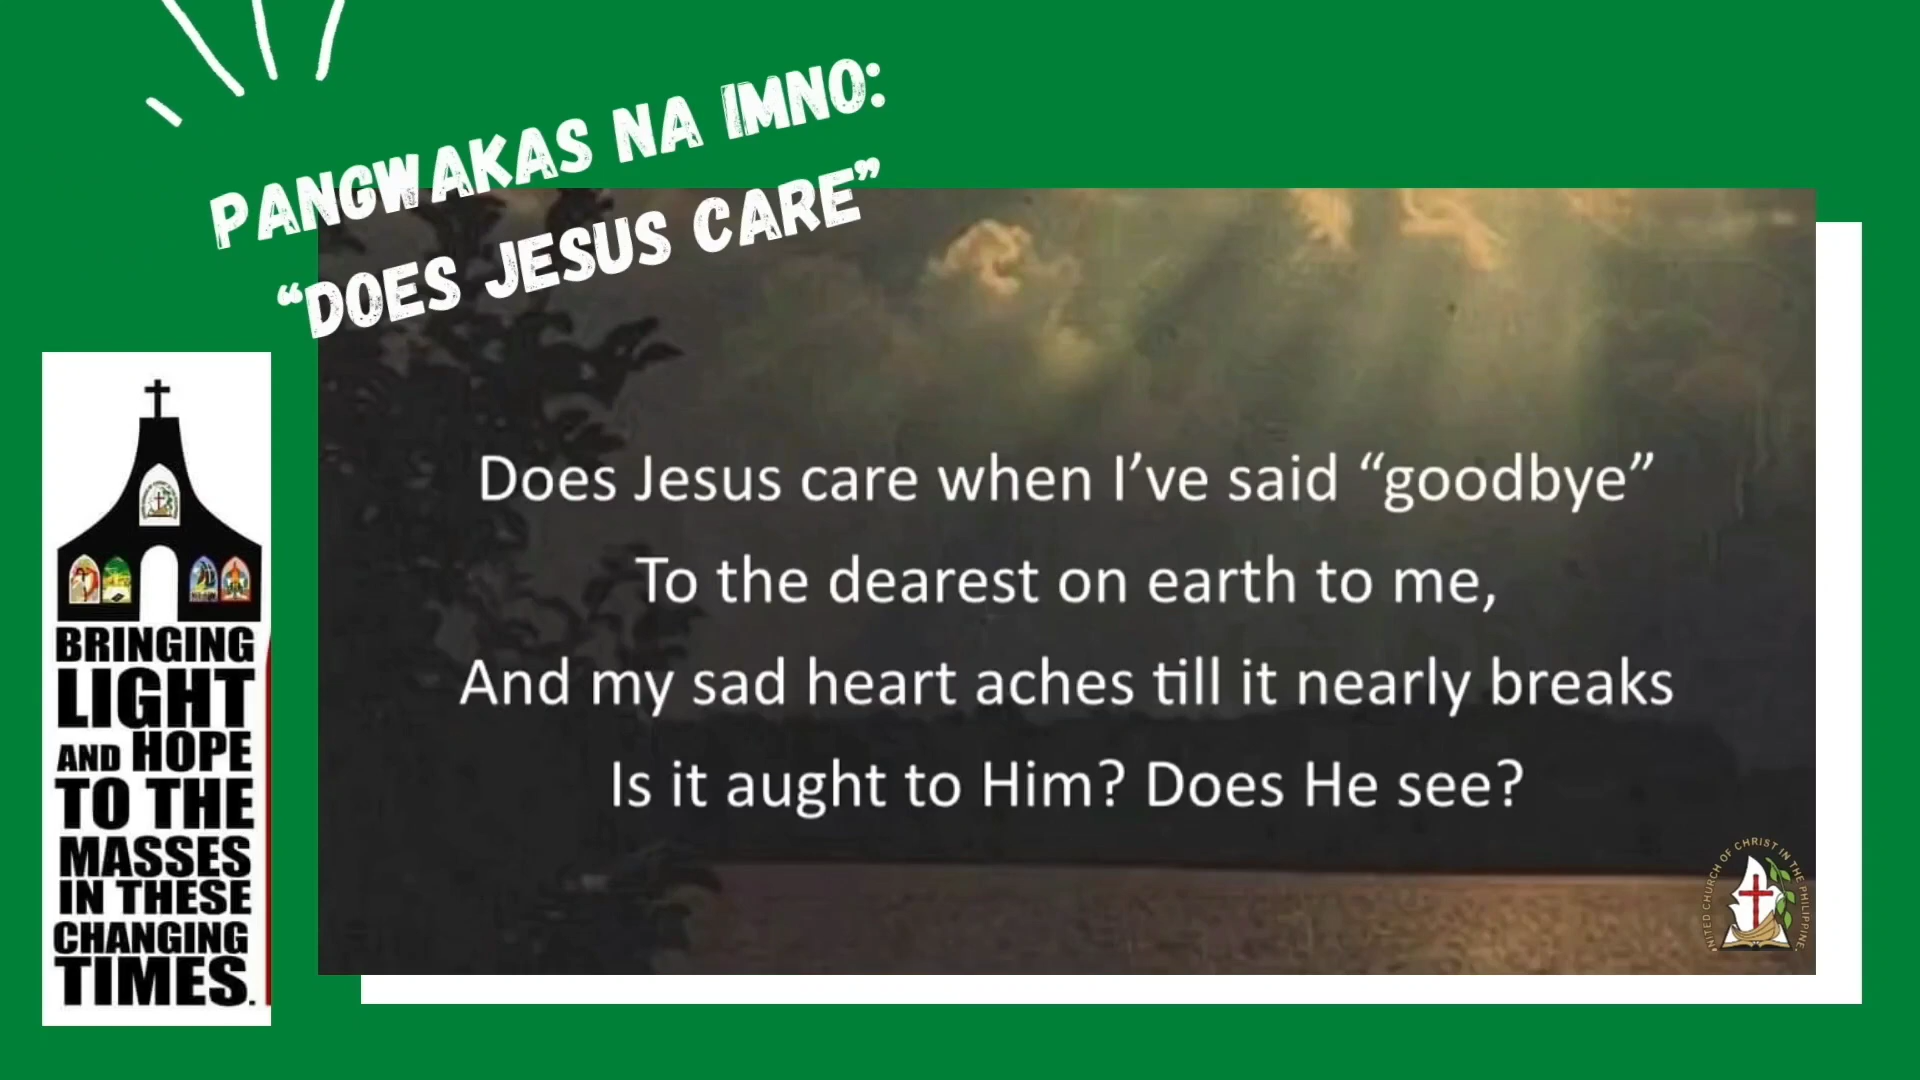 PANGWAKAS NA IMNO:
“DOES JESUS CARE”
Does Jesus care when I’ve said “goodbye”
To the dearest on earth to me,
And my sad heart aches till it nearly breaks
Is it aught to Him? Does He see?
BRINGING
LIGHT
AND HOPE
TO THE
MASSES
IN THESE
CHANGING
TIMES.
UNITED CHURCH OF CHRIST IN THE PHILIPPINE